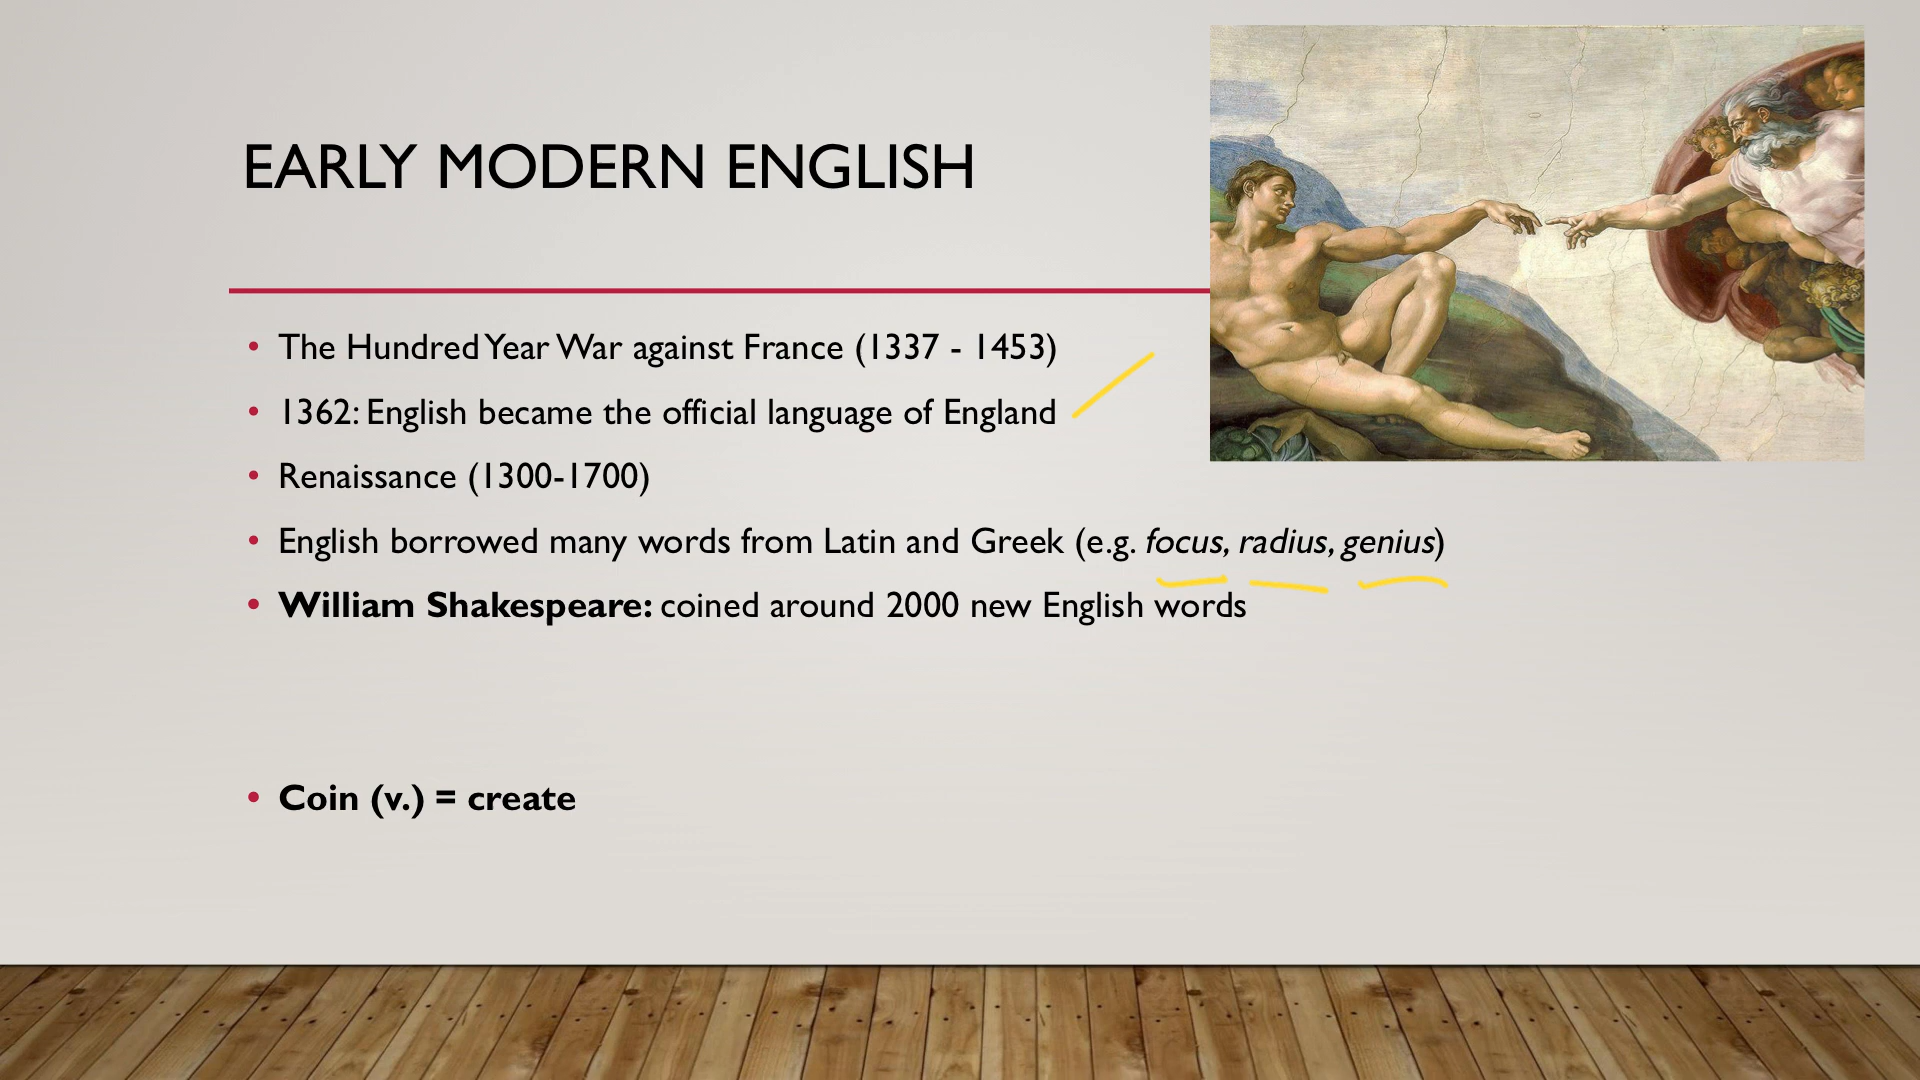 EARLY MODERN ENGLISH
• The Hundred Year War against France (1337 - 1453)
• 1362: English became the official language of England
• Renaissance (1300-1700)
• English borrowed many words from Latin and Greek (e.g. focus, radius, genius)
• William Shakespeare: coined around 2000 new English words
• Coin (v.) = create